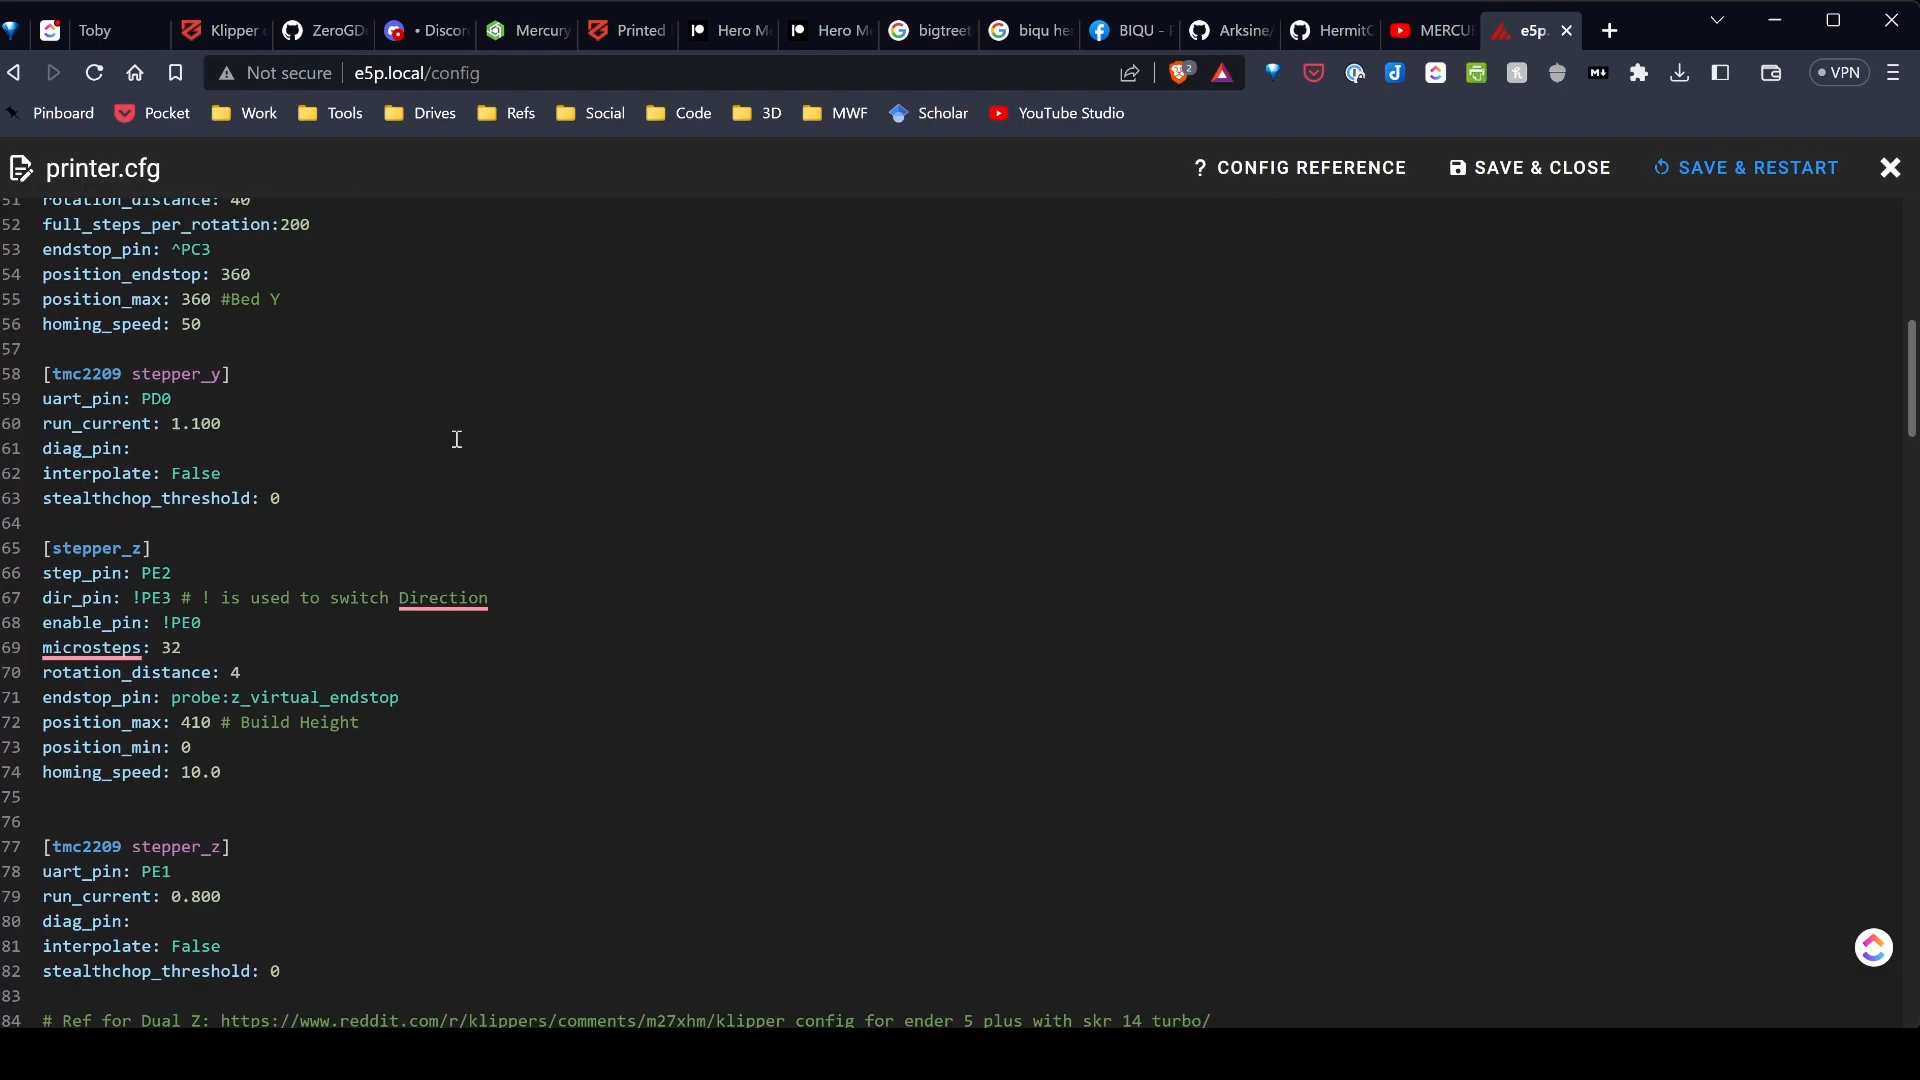 Toby
Klipper
ZeroGD
• Discor
Mercury
Printed
Hero M
Hero M
bigtreet
biqu he
BIQU - F
Arksine/
HermitC
MERCUR
e5p.
Not secure
e5p.local/config
2
M↓
VPN
Pinboard
Pocket
Work
Tools
Drives
Refs
Social
Code
3D
MWF
Scholar
YouTube Studio
printer.cfg
? CONFIG REFERENCE
SAVE & CLOSE
SAVE & RESTART
51 rotation_distance: 40
52 full_steps_per_rotation:200
53 endstop_pin: ^PC3
54 position_endstop: 360
55 position_max: 360 #Bed Y
56 homing_speed: 50
57
58 [tmc2209 stepper_y]
59 uart_pin: PD0
60 run_current: 1.100
61 diag_pin:
62 interpolate: False
63 stealthchop_threshold: 0
64
65 [stepper_z]
66 step_pin: PE2
67 dir_pin: !PE3 # ! is used to switch Direction
68 enable_pin: !PE0
69 microsteps: 32
70 rotation_distance: 4
71 endstop_pin: probe:z_virtual_endstop
72 position_max: 410 # Build Height
73 position_min: 0
74 homing_speed: 10.0
75
76
77 [tmc2209 stepper_z]
78 uart_pin: PE1
79 run_current: 0.800
80 diag_pin:
81 interpolate: False
82 stealthchop_threshold: 0
83
84 # Ref for Dual Z: https://www.reddit.com/r/klippers/comments/m27xhm/klipper_config_for_ender_5_plus_with_skr_14_turbo/